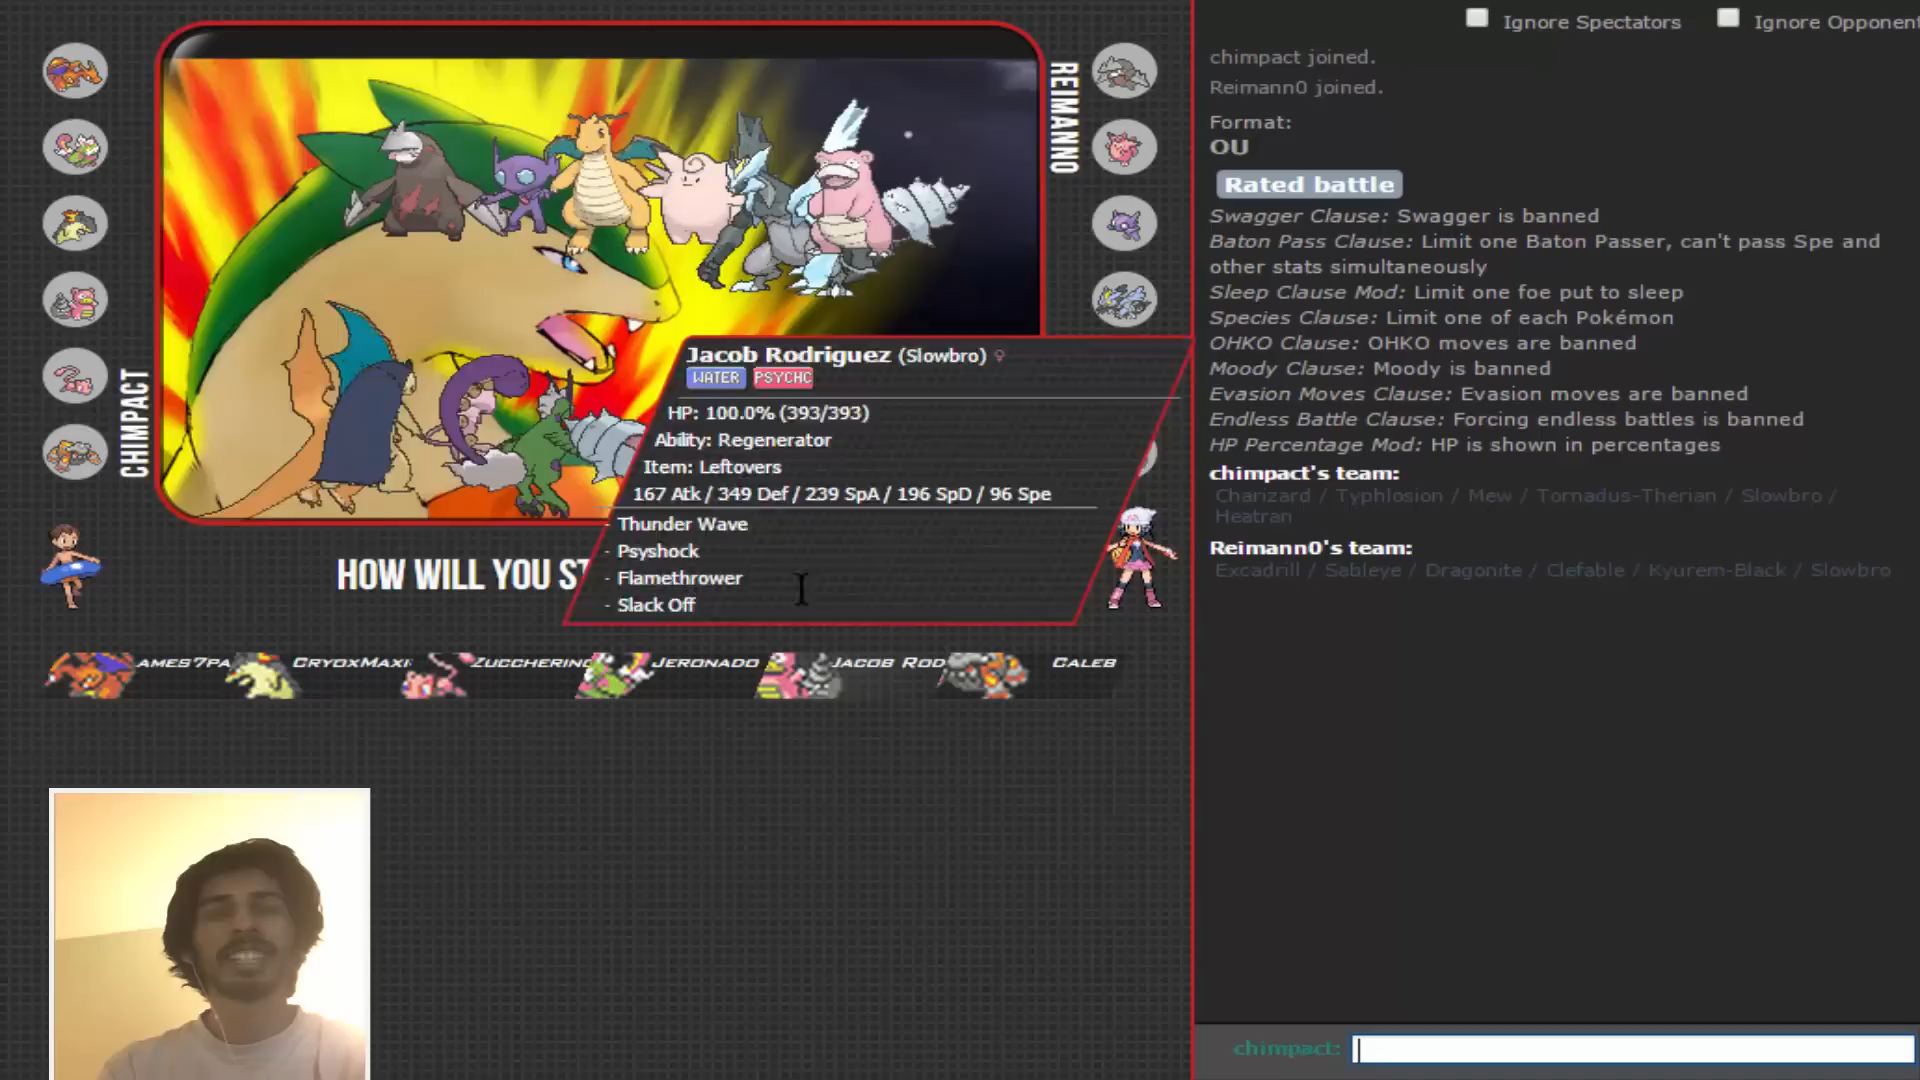 Ignore Spectators
Ignore Opponent
chimpact joined.
Reimann0 joined.
Format:
OU
Rated battle
Swagger Clause: Swagger is banned
Baton Pass Clause: Limit one Baton Passer, can't pass Spe and
other stats simultaneously
Sleep Clause Mod: Limit one foe put to sleep
Species Clause: Limit one of each Pokémon
OHKO Clause: OHKO moves are banned
Moody Clause: Moody is banned
Evasion Moves Clause: Evasion moves are banned
Endless Battle Clause: Forcing endless battles is banned
HP Percentage Mod: HP is shown in percentages
chimpact's team:
Charizard / Typhlosion / Mew / Tornadus-Therian / Slowbro /
Heatran
Reimann0's team:
Excadrill / Sableye / Dragonite / Clefable / Kyurem-Black / Slowbro
chimpact:
REIMANN0
CHIMPACT
Jacob Rodriguez (Slowbro) ♀
WATER PSYCHC
HP: 100.0% (393/393)
Ability: Regenerator
Item: Leftovers
167 Atk / 349 Def / 239 SpA / 196 SpD / 96 Spe
- Thunder Wave
- Psyshock
- Flamethrower
- Slack Off
HOW WILL YOU ST
AMES7PA
CRYOXMAXI
ZUCCHERINO
JERONADO
JACOB ROD
CALEB